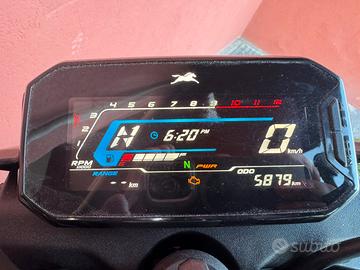 1 2 3 4 5 6 7 8 9 10 11 12
N 6:20 PM 0 km/h
RPM x1000
N PWR
RANGE ODO
-- km 5879 km
subito